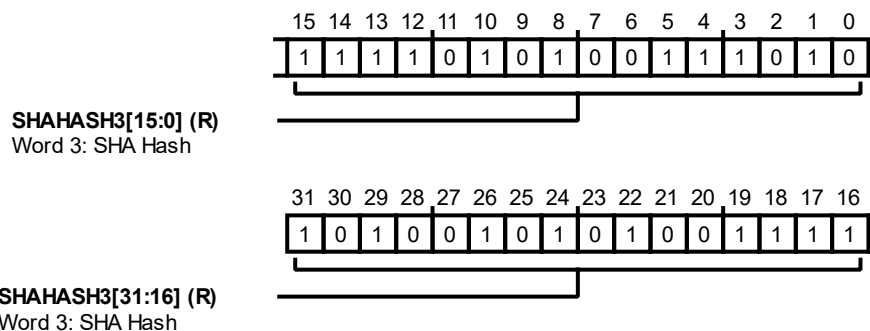 15 14 13 12 11 10 9 8 7 6 5 4 3 2 1 0
1 1 1 1 0 1 0 1 0 0 1 1 1 0 1 0
SHAHASH3[15:0] (R)
Word 3: SHA Hash
31 30 29 28 27 26 25 24 23 22 21 20 19 18 17 16
1 0 1 0 0 1 0 1 0 1 0 0 1 1 1 1
SHAHASH3[31:16] (R)
Word 3: SHA Hash